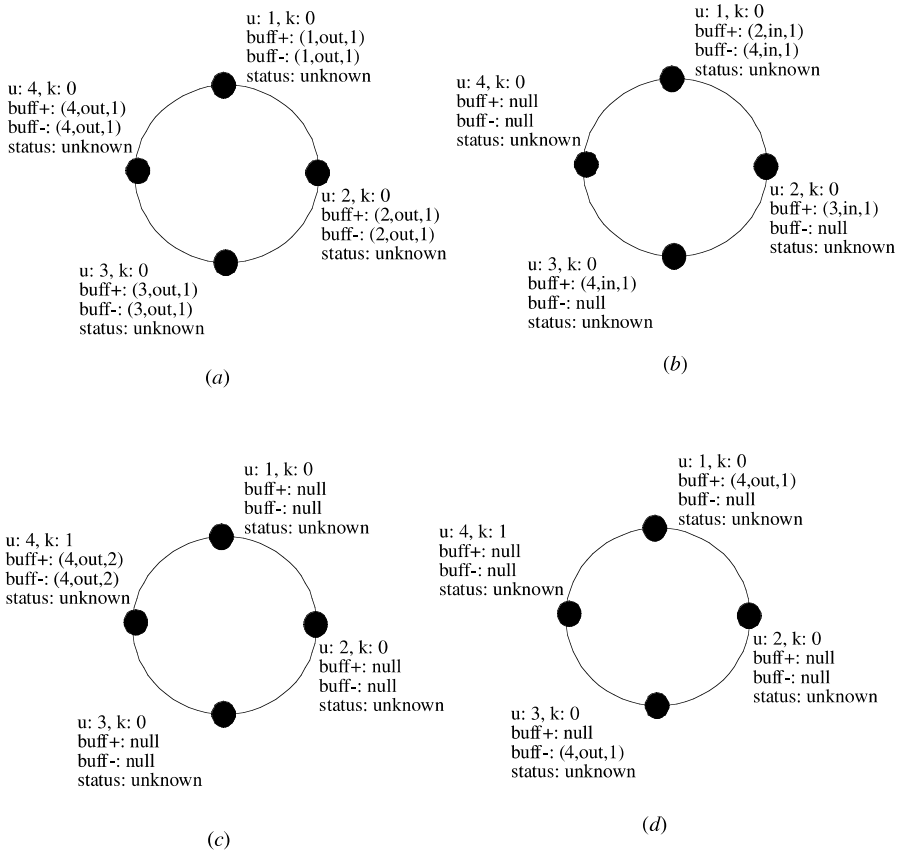 u: 1, k: 0
buff+: (1,out,1)
buff-: (1,out,1)
status: unknown
u: 4, k: 0
buff+: (4,out,1)
buff-: (4,out,1)
status: unknown
u: 2, k: 0
buff+: (2,out,1)
buff-: (2,out,1)
status: unknown
u: 3, k: 0
buff+: (3,out,1)
buff-: (3,out,1)
status: unknown
(a)
u: 1, k: 0
buff+: (2,in,1)
buff-: (4,in,1)
status: unknown
u: 4, k: 0
buff+: null
buff-: null
status: unknown
u: 2, k: 0
buff+: (3,in,1)
buff-: null
status: unknown
u: 3, k: 0
buff+: (4,in,1)
buff-: null
status: unknown
(b)
u: 1, k: 0
buff+: null
buff-: null
status: unknown
u: 4, k: 1
buff+: (4,out,2)
buff-: (4,out,2)
status: unknown
u: 2, k: 0
buff+: null
buff-: null
status: unknown
u: 3, k: 0
buff+: null
buff-: null
status: unknown
(c)
u: 1, k: 0
buff+: (4,out,1)
buff-: null
status: unknown
u: 4, k: 1
buff+: null
buff-: null
status: unknown
u: 2, k: 0
buff+: null
buff-: null
status: unknown
u: 3, k: 0
buff+: null
buff-: (4,out,1)
status: unknown
(d)